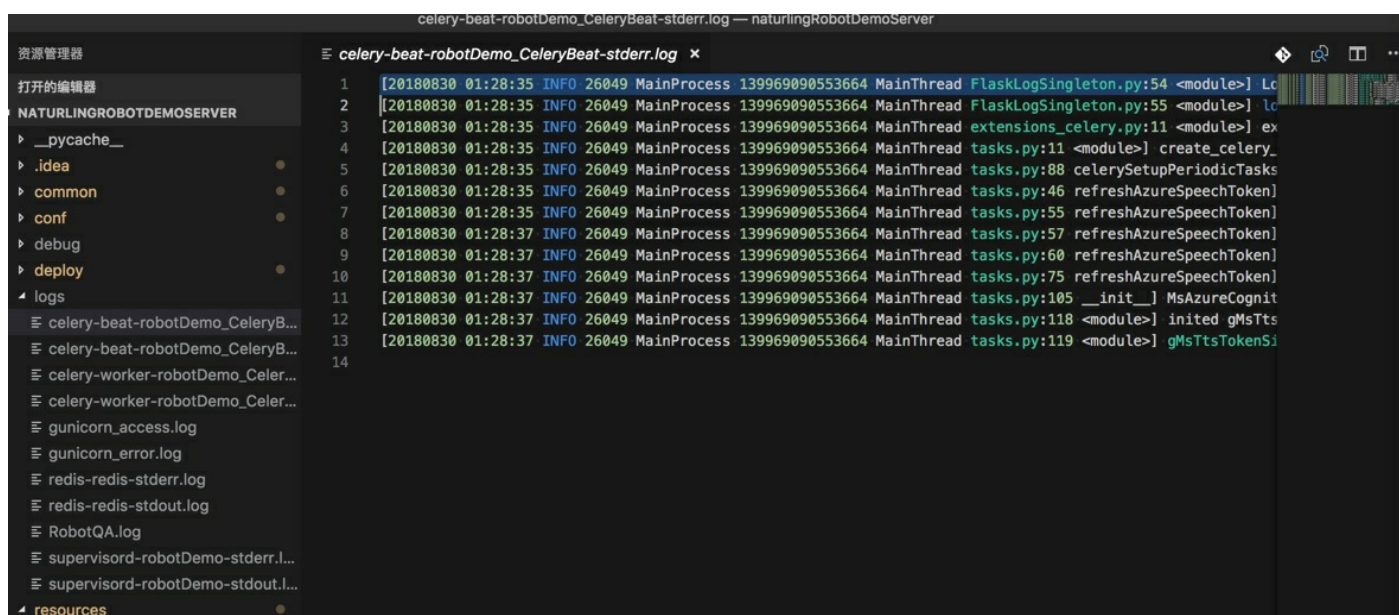 celery-beat-robotDemo_CeleryBeat-stderr.log — naturlingRobotDemoServer
资源管理器
打开的编辑器
NATURLINGROBOTDEMOSERVER
__pycache__
.idea
common
conf
debug
deploy
logs
celery-beat-robotDemo_CeleryB...
celery-beat-robotDemo_CeleryB...
celery-worker-robotDemo_Celer...
celery-worker-robotDemo_Celer...
gunicorn_access.log
gunicorn_error.log
redis-redis-stderr.log
redis-redis-stdout.log
RobotQA.log
supervisord-robotDemo-stderr.l...
supervisord-robotDemo-stdout.l...
resources
celery-beat-robotDemo_CeleryBeat-stderr.log ×
1 [20180830 01:28:35 INFO 26049 MainProcess 139969090553664 MainThread FlaskLogSingleton.py:54 <module>] Lo
2 [20180830 01:28:35 INFO 26049 MainProcess 139969090553664 MainThread FlaskLogSingleton.py:55 <module>] lo
3 [20180830 01:28:35 INFO 26049 MainProcess 139969090553664 MainThread extensions_celery.py:11 <module>] ex
4 [20180830 01:28:35 INFO 26049 MainProcess 139969090553664 MainThread tasks.py:11 <module>] create_celery_
5 [20180830 01:28:35 INFO 26049 MainProcess 139969090553664 MainThread tasks.py:88 celerySetupPeriodicTasks
6 [20180830 01:28:35 INFO 26049 MainProcess 139969090553664 MainThread tasks.py:46 refreshAzureSpeechToken]
7 [20180830 01:28:35 INFO 26049 MainProcess 139969090553664 MainThread tasks.py:55 refreshAzureSpeechToken]
8 [20180830 01:28:37 INFO 26049 MainProcess 139969090553664 MainThread tasks.py:57 refreshAzureSpeechToken]
9 [20180830 01:28:37 INFO 26049 MainProcess 139969090553664 MainThread tasks.py:60 refreshAzureSpeechToken]
10 [20180830 01:28:37 INFO 26049 MainProcess 139969090553664 MainThread tasks.py:75 refreshAzureSpeechToken]
11 [20180830 01:28:37 INFO 26049 MainProcess 139969090553664 MainThread tasks.py:105 __init__] MsAzureCognit
12 [20180830 01:28:37 INFO 26049 MainProcess 139969090553664 MainThread tasks.py:118 <module>] inited gMsTts
13 [20180830 01:28:37 INFO 26049 MainProcess 139969090553664 MainThread tasks.py:119 <module>] gMsTtsTokenSi
14